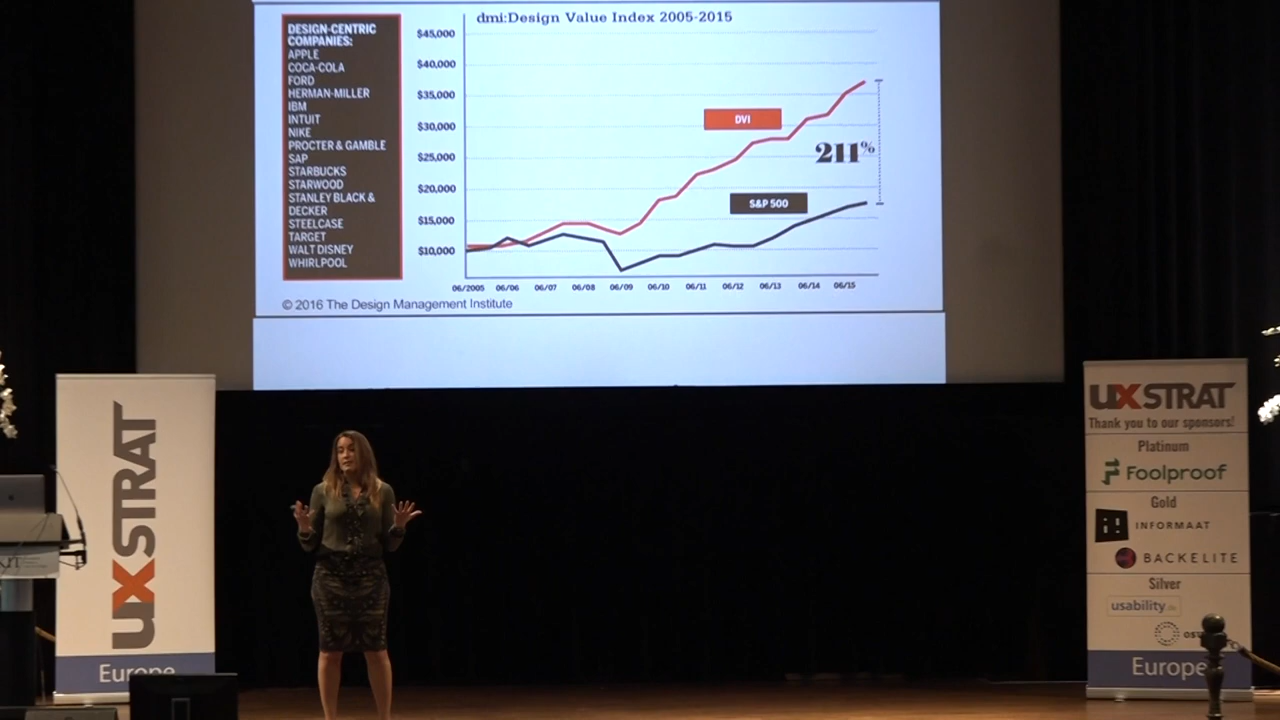 dmi:Design Value Index 2005-2015
DESIGN-CENTRIC
COMPANIES:
APPLE
COCA-COLA
FORD
HERMAN-MILLER
IBM
INTUIT
NIKE
PROCTER & GAMBLE
SAP
STARBUCKS
STARWOOD
STANLEY BLACK &
DECKER
STEELCASE
TARGET
WALT DISNEY
WHIRLPOOL
$45,000
$40,000
$35,000
$30,000
$25,000
$20,000
$15,000
$10,000
DVI
211%
S&P 500
06/2005 06/06 06/07 06/08 06/09 06/10 06/11 06/12 06/13 06/14 06/15
© 2016 The Design Management Institute
UXSTRAT
Europe
UXSTRAT
Thank you to our sponsors!
Platinum
Foolproof
Gold
INFORMAAT
BACKELITE
Silver
usability
Europe